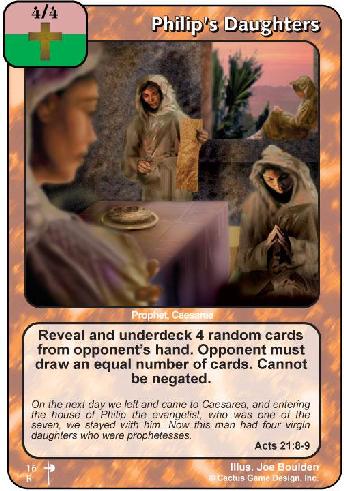 4/4
Philip's Daughters
Prophet, Caesarea
Reveal and underdeck 4 random cards
from opponent's hand. Opponent must
draw an equal number of cards. Cannot
be negated.
On the next day we left and came to Caesarea, and entering
the house of Philip the evangelist, who was one of the
seven, we stayed with him. Now this man had four virgin
daughters who were prophetesses.
Acts 21:8-9
16
R
Illus. Joe Boulden
© Cactus Game Design, Inc.